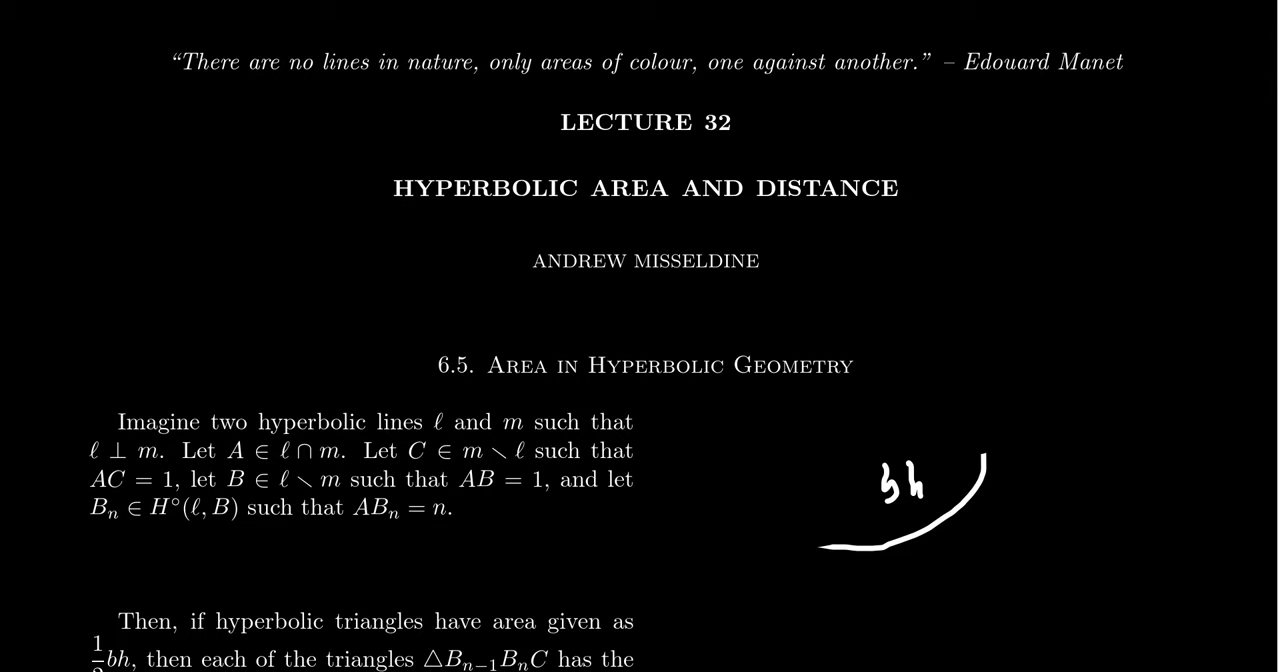 “There are no lines in nature, only areas of colour, one against another.” – Edouard Manet
LECTURE 32
HYPERBOLIC AREA AND DISTANCE
ANDREW MISSELDINE
6.5. Area in Hyperbolic Geometry
Imagine two hyperbolic lines ℓ and m such that
ℓ ⊥ m. Let A ∈ ℓ ∩ m. Let C ∈ m ∖ ℓ such that
AC = 1, let B ∈ ℓ ∖ m such that AB = 1, and let
Bₙ ∈ H°(ℓ, B) such that ABₙ = n.
bh
Then, if hyperbolic triangles have area given as
½bh, then each of the triangles △Bₙ₋₁BₙC has the